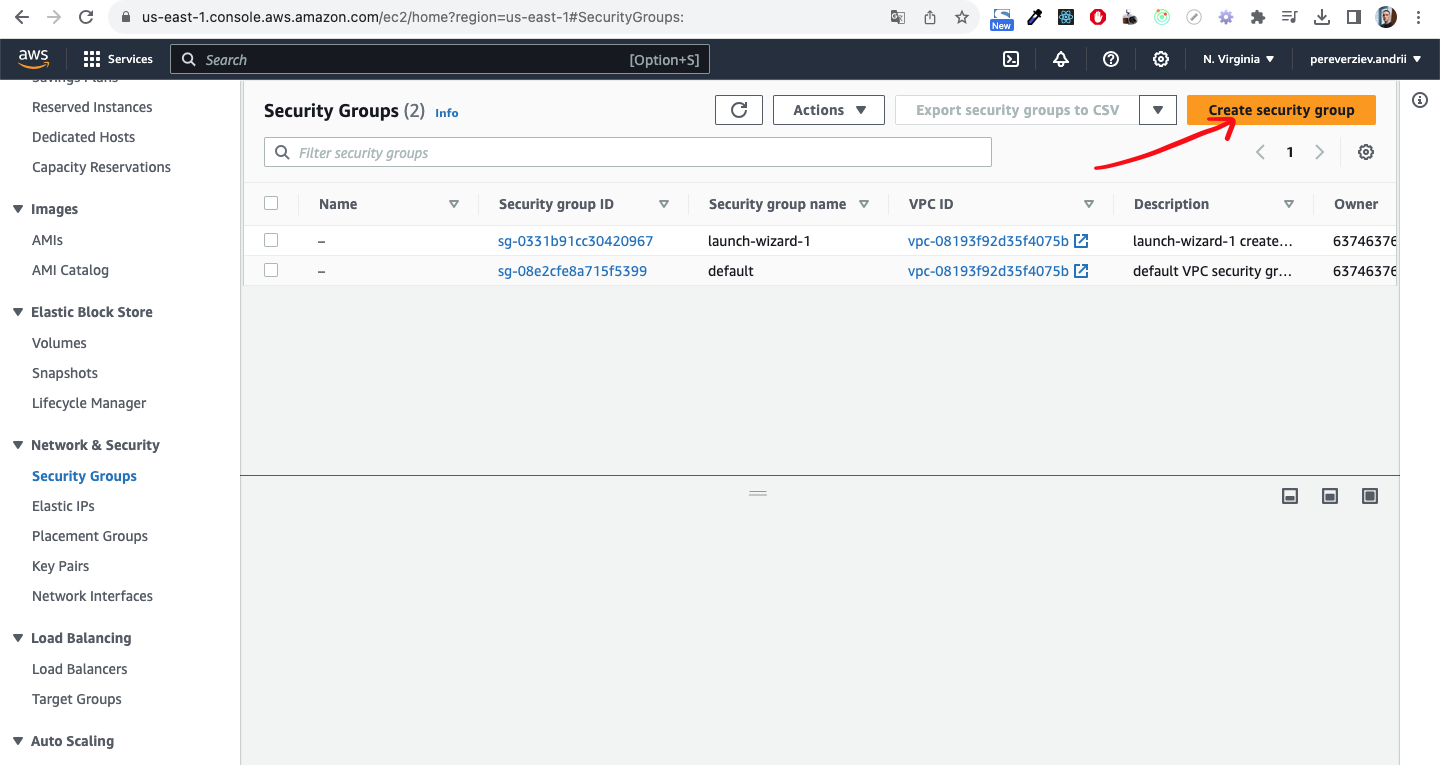 us-east-1.console.aws.amazon.com/ec2/home?region=us-east-1#SecurityGroups:
New
aws
Services
Search
[Option+S]
N. Virginia
pereverziev.andrii
Savings Plans
Reserved Instances
Dedicated Hosts
Capacity Reservations
Images
AMIs
AMI Catalog
Elastic Block Store
Volumes
Snapshots
Lifecycle Manager
Network & Security
Security Groups
Elastic IPs
Placement Groups
Key Pairs
Network Interfaces
Load Balancing
Load Balancers
Target Groups
Auto Scaling
Security Groups (2) Info
Actions
Export security groups to CSV
Create security group
Filter security groups
1
Name Security group ID Security group name VPC ID Description Owner
– sg-0331b91cc30420967 launch-wizard-1 vpc-08193f92d35f4075b launch-wizard-1 create... 63746376
– sg-08e2cfe8a715f5399 default vpc-08193f92d35f4075b default VPC security gr... 63746376